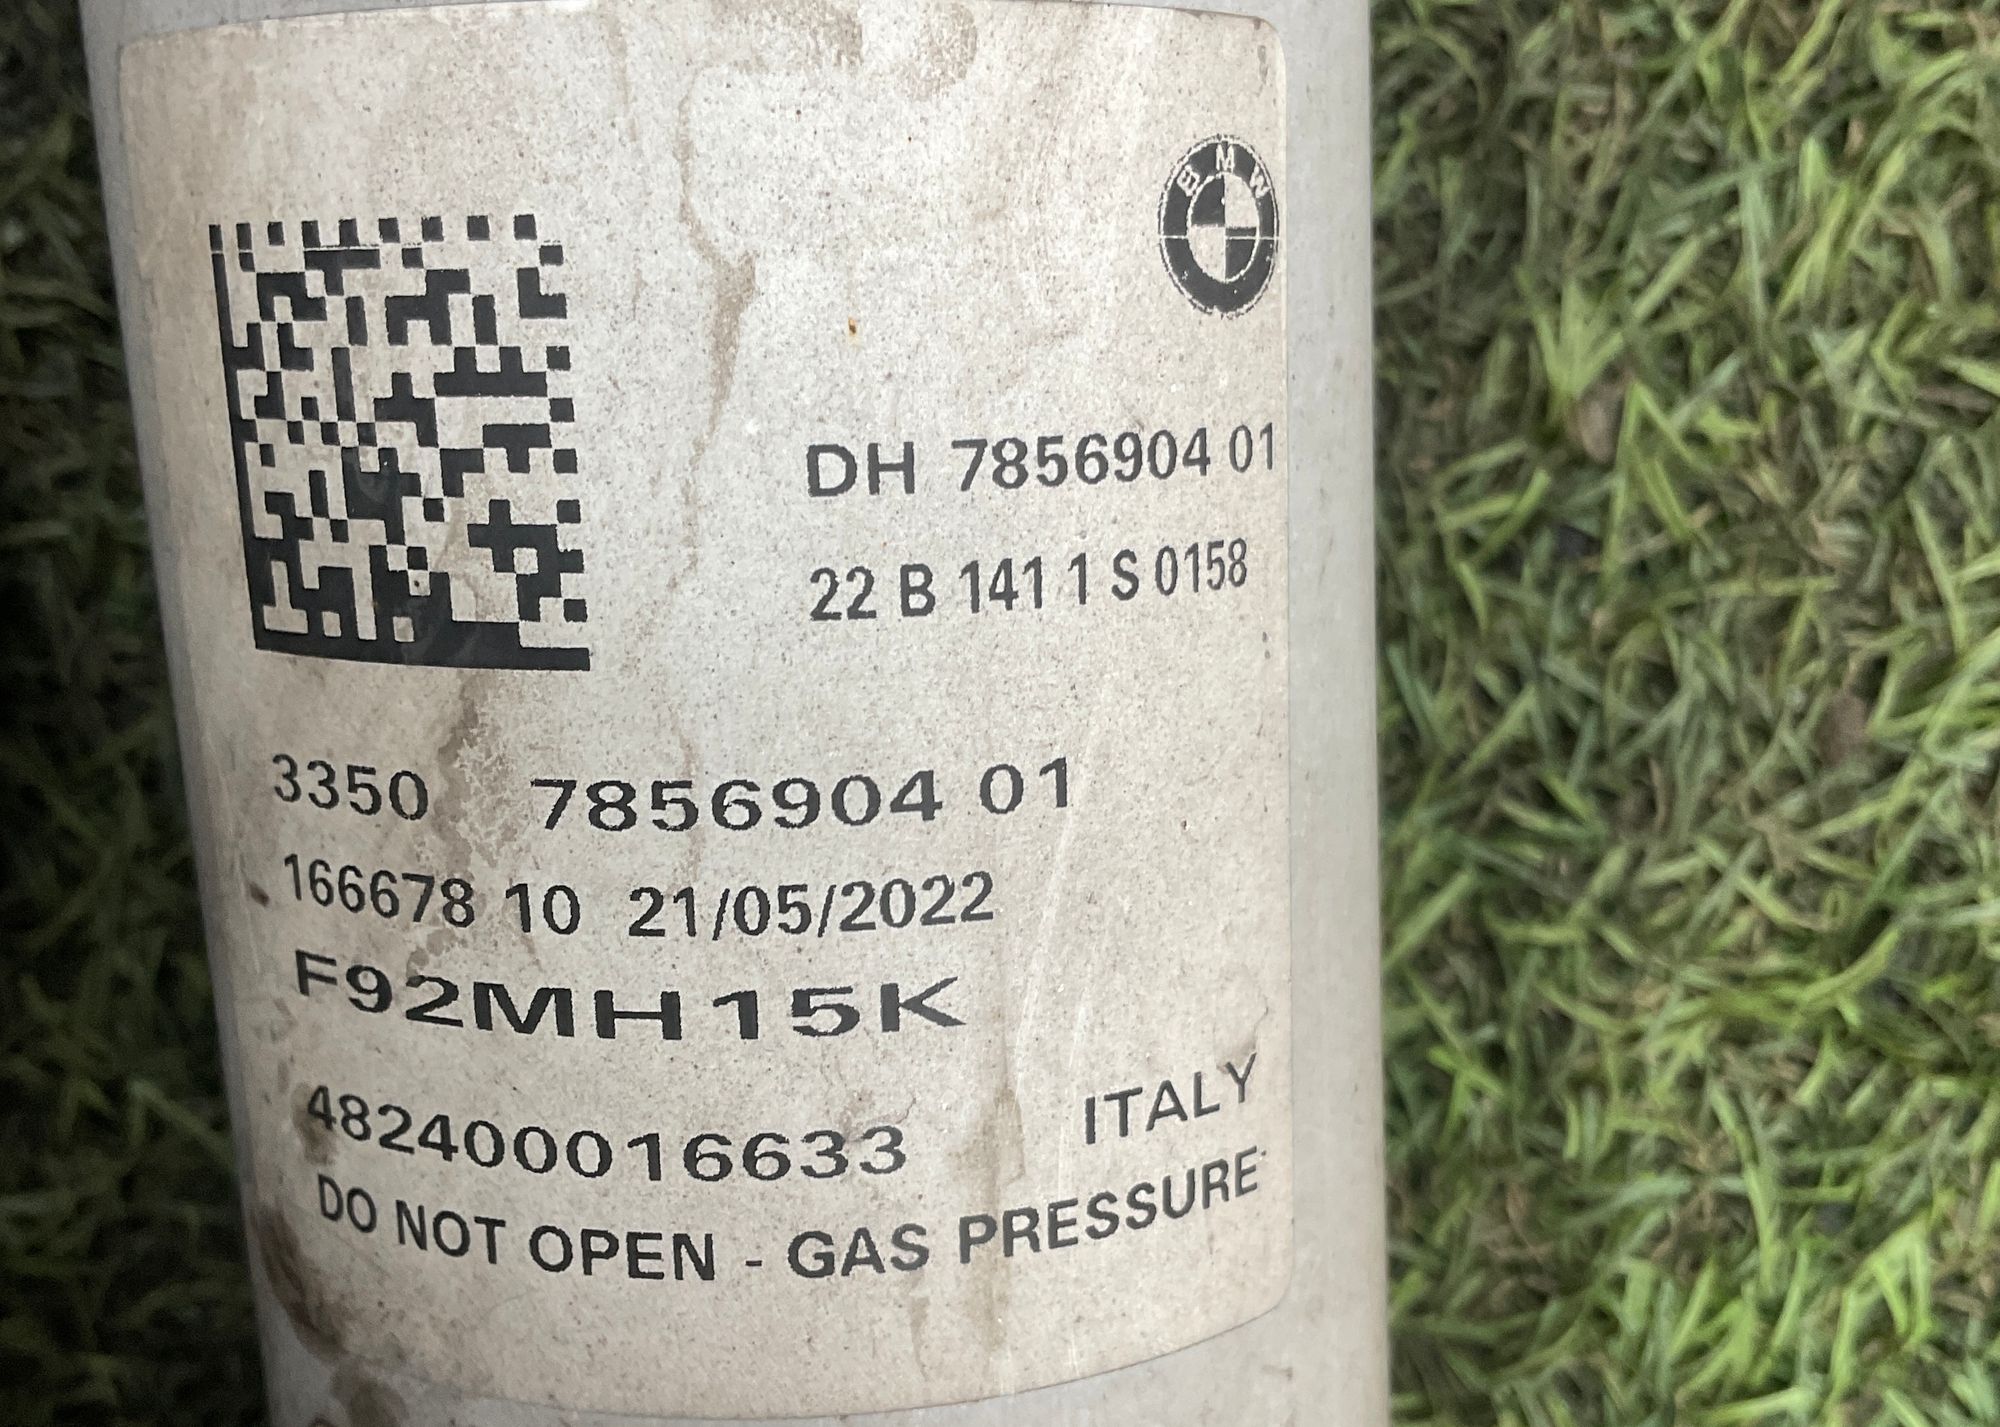 BMW
DH 7856904 01
22 B 141 1 S 0158
3350 7856904 01
166678 10 21/05/2022
F92MH15K
482400016633 ITALY
DO NOT OPEN - GAS PRESSURE